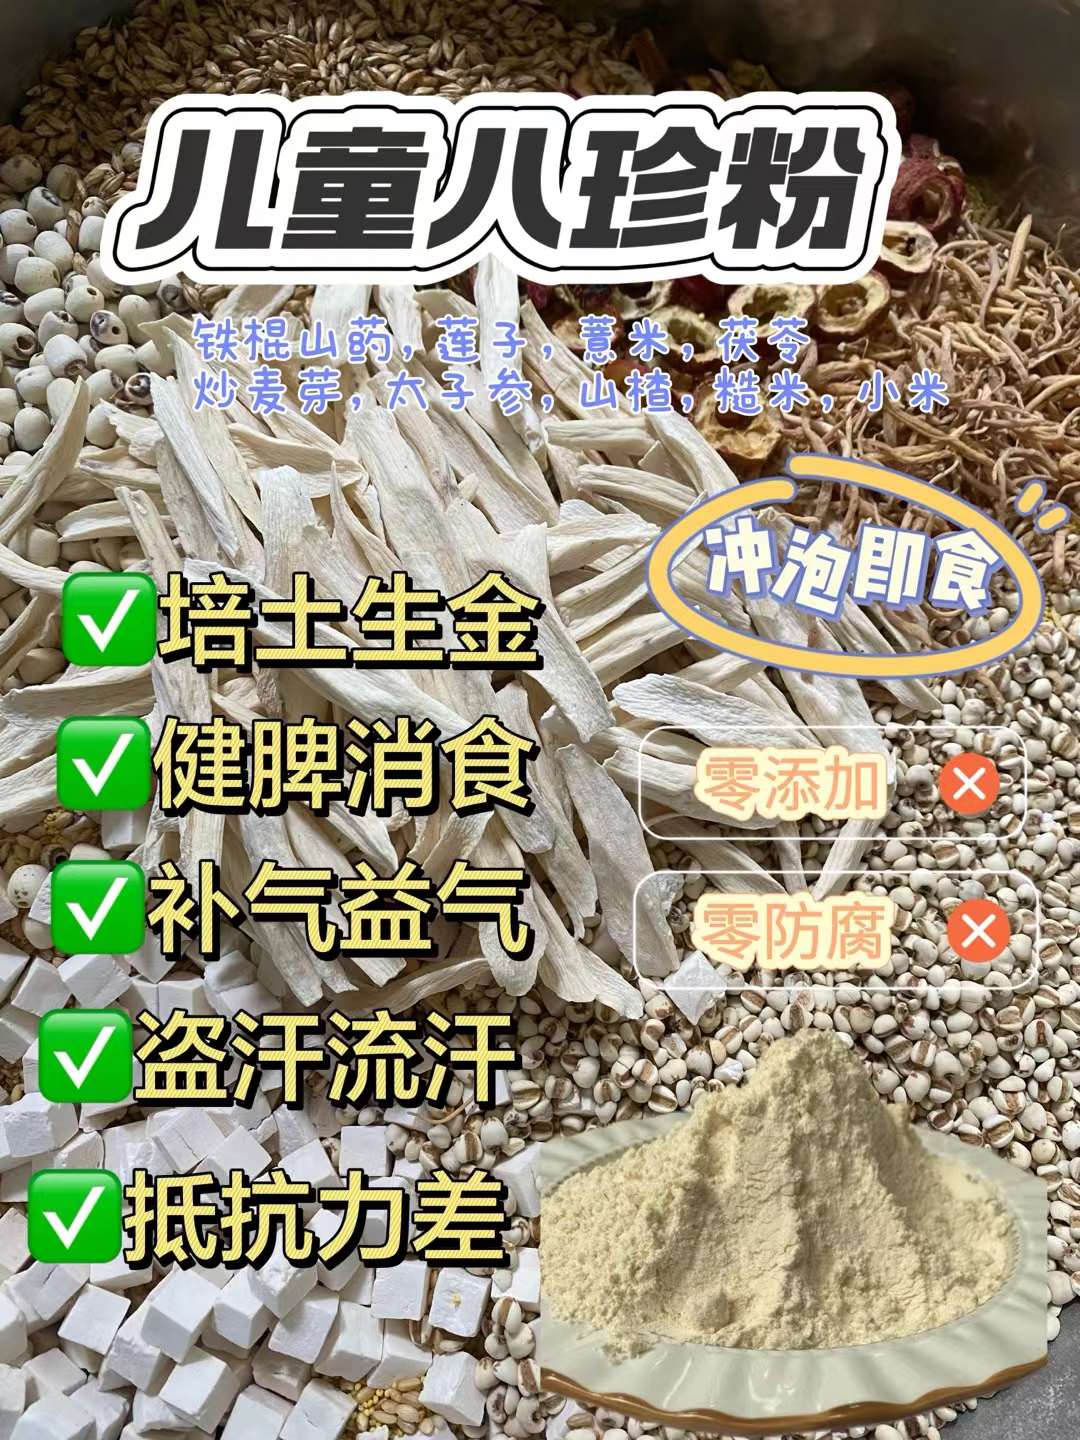 儿童八珍粉
铁棍山药，莲子，薏米，茯苓
炒麦芽，太子参，山楂，糙米，小米
冲泡即食
培土生金
健脾消食
零添加
补气益气
零防腐
盗汗流汗
抵抗力差